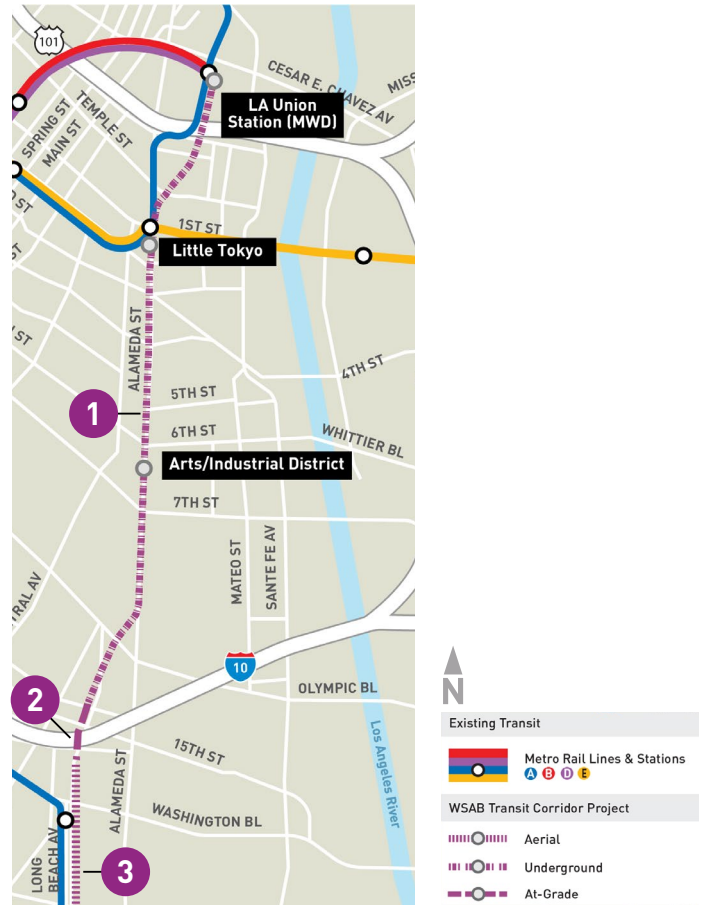 101
CESAR E. CHAVEZ AV
MISS
LA Union
Station (MWD)
SPRING ST
MAIN ST
TEMPLE ST
D ST
ST
1ST ST
Little Tokyo
ST
ALAMEDA ST
4TH ST
1
5TH ST
6TH ST
WHITTIER BL
Arts/Industrial District
7TH ST
MATEO ST
SANTE FE AV
TRAL AV
10
OLYMPIC BL
2
N
Los Angeles River
15TH ST
ALAMEDA ST
WASHINGTON BL
LONG
BEACH AV
3
Existing Transit
Metro Rail Lines & Stations
A B D E
WSAB Transit Corridor Project
Aerial
Underground
At-Grade